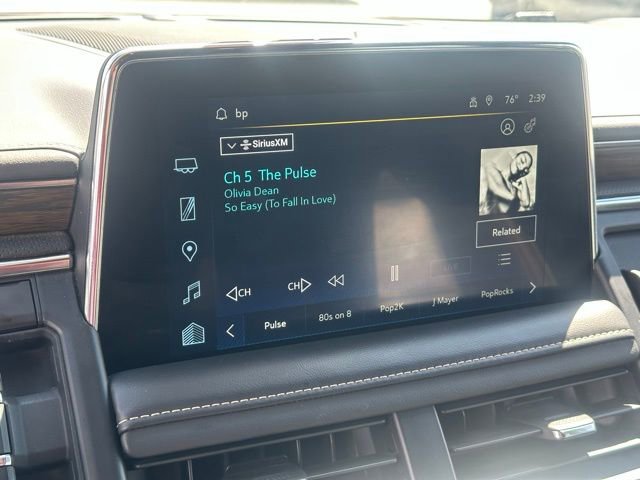 bp 76° 2:39
SiriusXM
Ch 5 The Pulse
Olivia Dean
So Easy (To Fall In Love)
Related
CH CH
Pulse 80s on 8 Pop2K J Mayer PopRocks